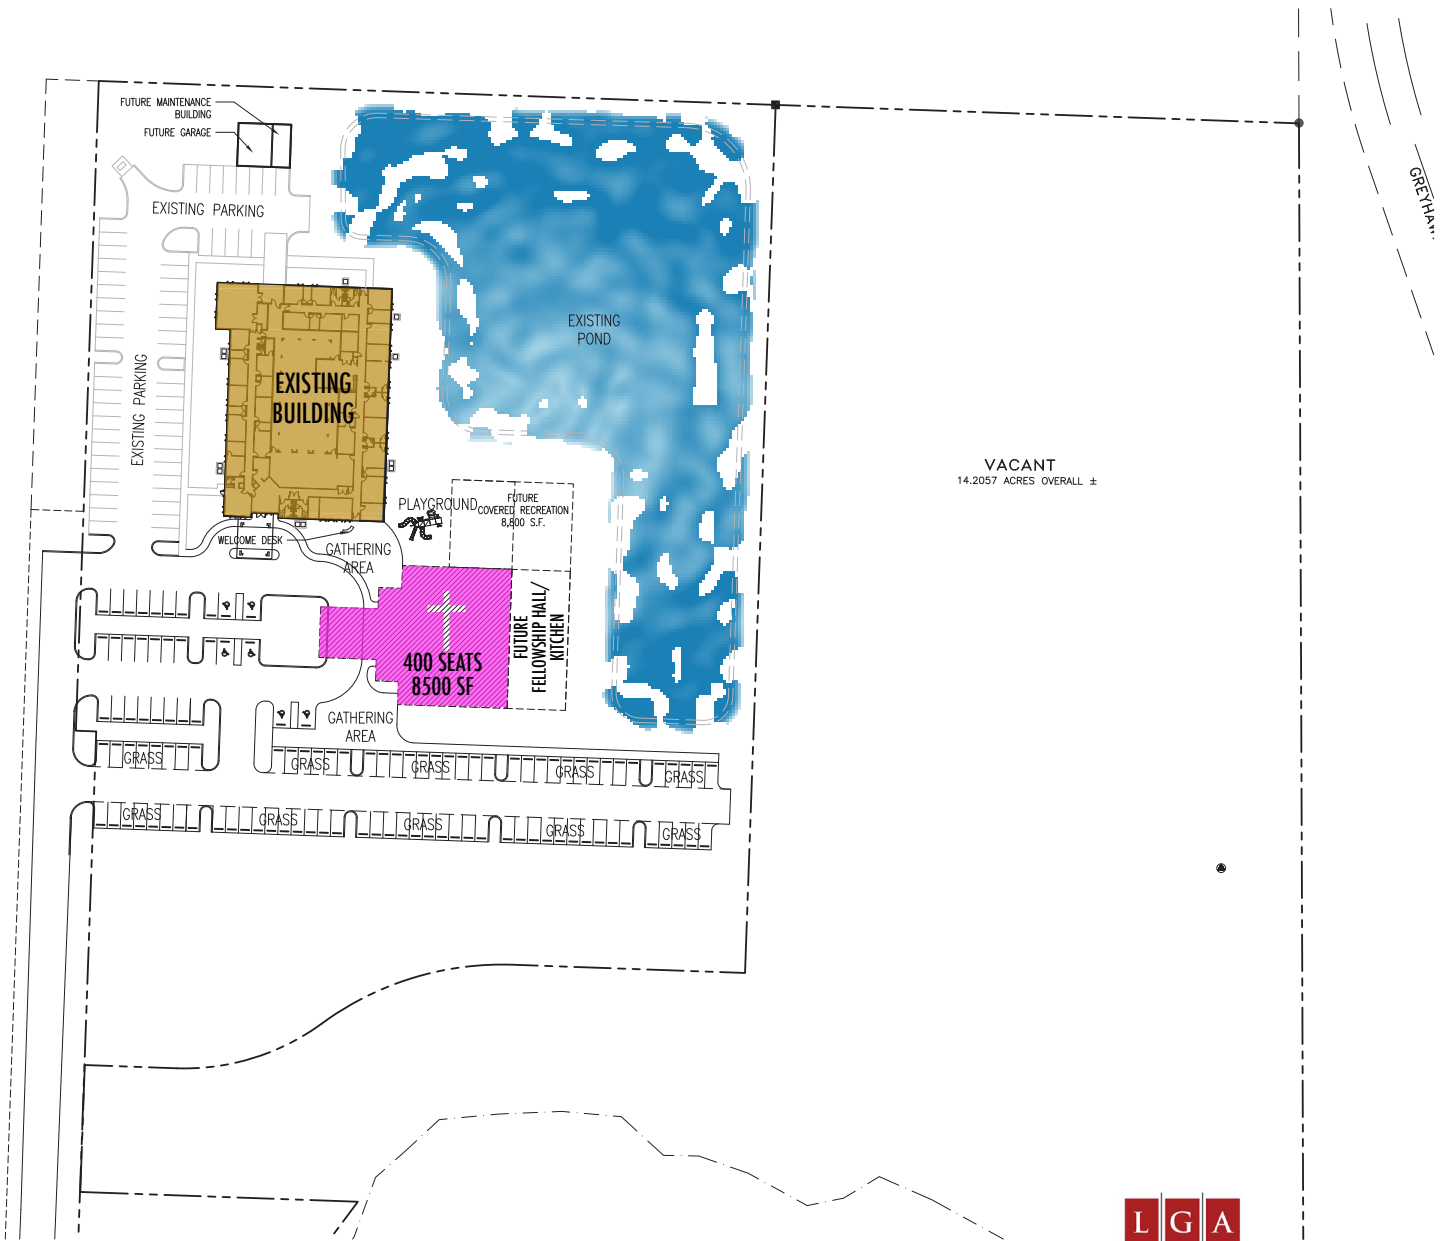 FUTURE MAINTENANCE
BUILDING
FUTURE GARAGE
EXISTING PARKING
EXISTING PARKING
EXISTING
BUILDING
EXISTING
POND
VACANT
14.2057 ACRES OVERALL ±
PLAYGROUND
FUTURE
COVERED RECREATION
8,800 S.F.
WELCOME DESK
GATHERING
AREA
400 SEATS
8500 SF
FUTURE
FELLOWSHIP HALL/
KITCHEN
GATHERING
AREA
GRASS
GRASS
GRASS
GRASS
GRASS
GRASS
GRASS
GRASS
GRASS
GRASS
LGA